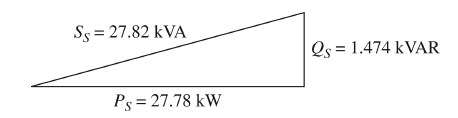 S_S = 27.82 kVA
Q_S = 1.474 kVAR
P_S = 27.78 kW